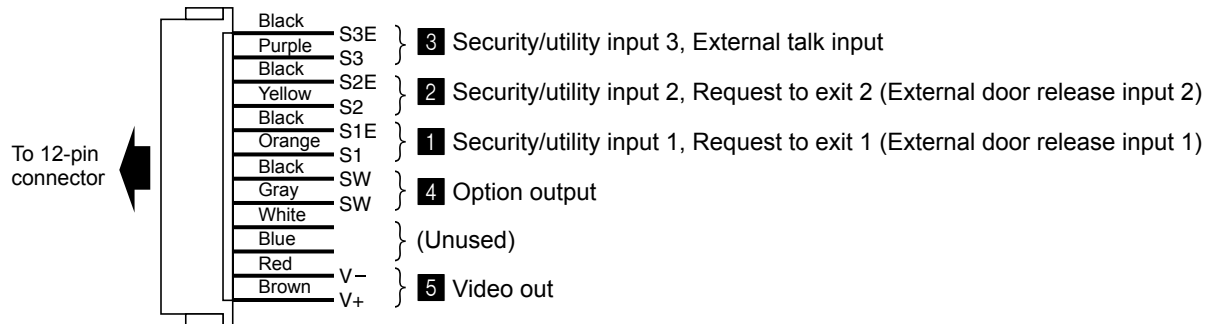 Black
S3E
Purple
S3
3 Security/utility input 3, External talk input
Black
S2E
Yellow
S2
2 Security/utility input 2, Request to exit 2 (External door release input 2)
Black
S1E
Orange
S1
1 Security/utility input 1, Request to exit 1 (External door release input 1)
To 12-pin
connector
Black
SW
Gray
SW
4 Option output
White
Blue
(Unused)
Red
V−
Brown
V+
5 Video out